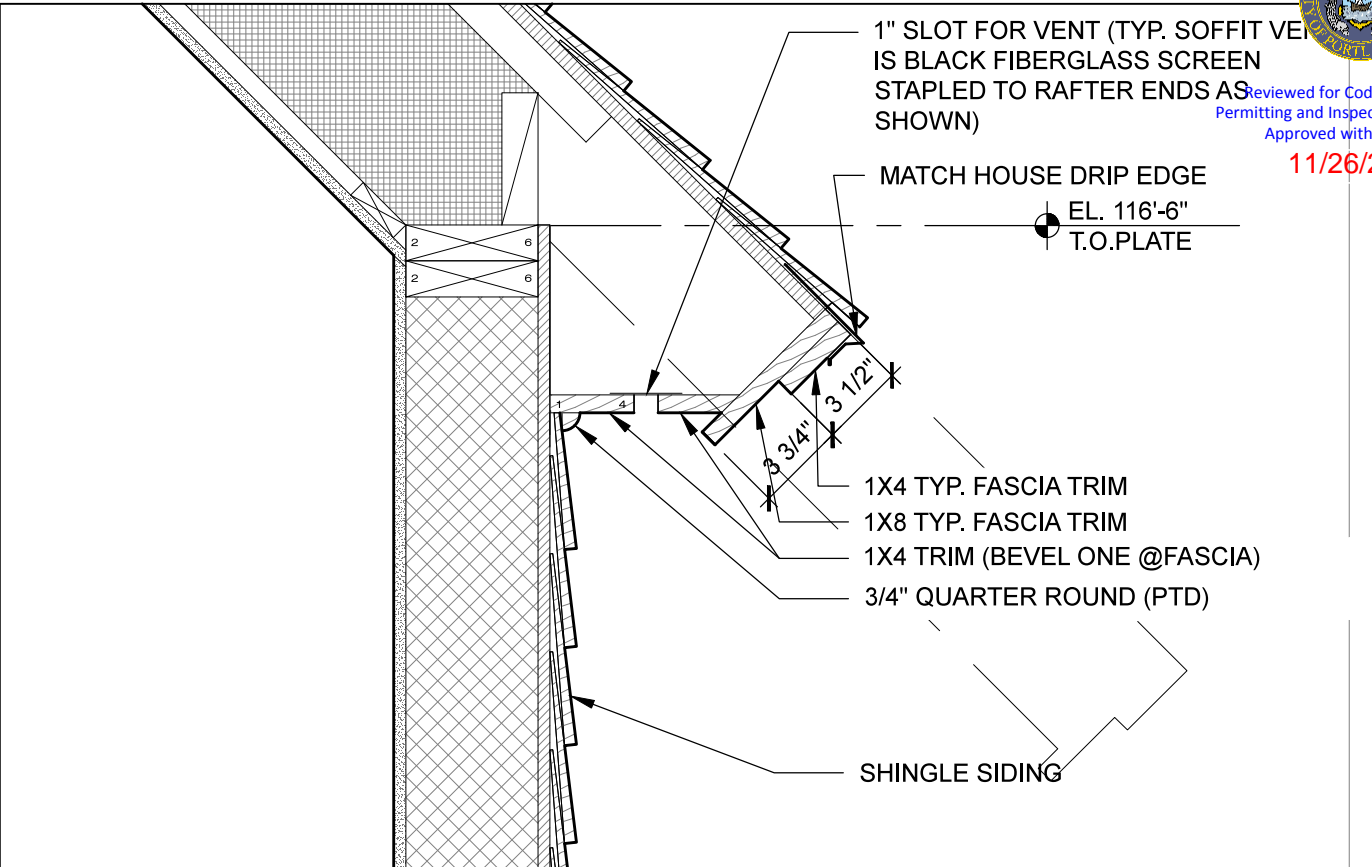 1" SLOT FOR VENT (TYP. SOFFIT
IS BLACK FIBERGLASS SCREEN
STAPLED TO RAFTER ENDS AS
SHOWN)
Reviewed for
Permitting and
Approved with
11/26/2
MATCH HOUSE DRIP EDGE
EL. 116'-6"
T.O.PLATE
2 6
2 6
1 4
3 1/2"
3 3/4"
1X4 TYP. FASCIA TRIM
1X8 TYP. FASCIA TRIM
1X4 TRIM (BEVEL ONE @FASCIA)
3/4" QUARTER ROUND (PTD)
SHINGLE SIDING